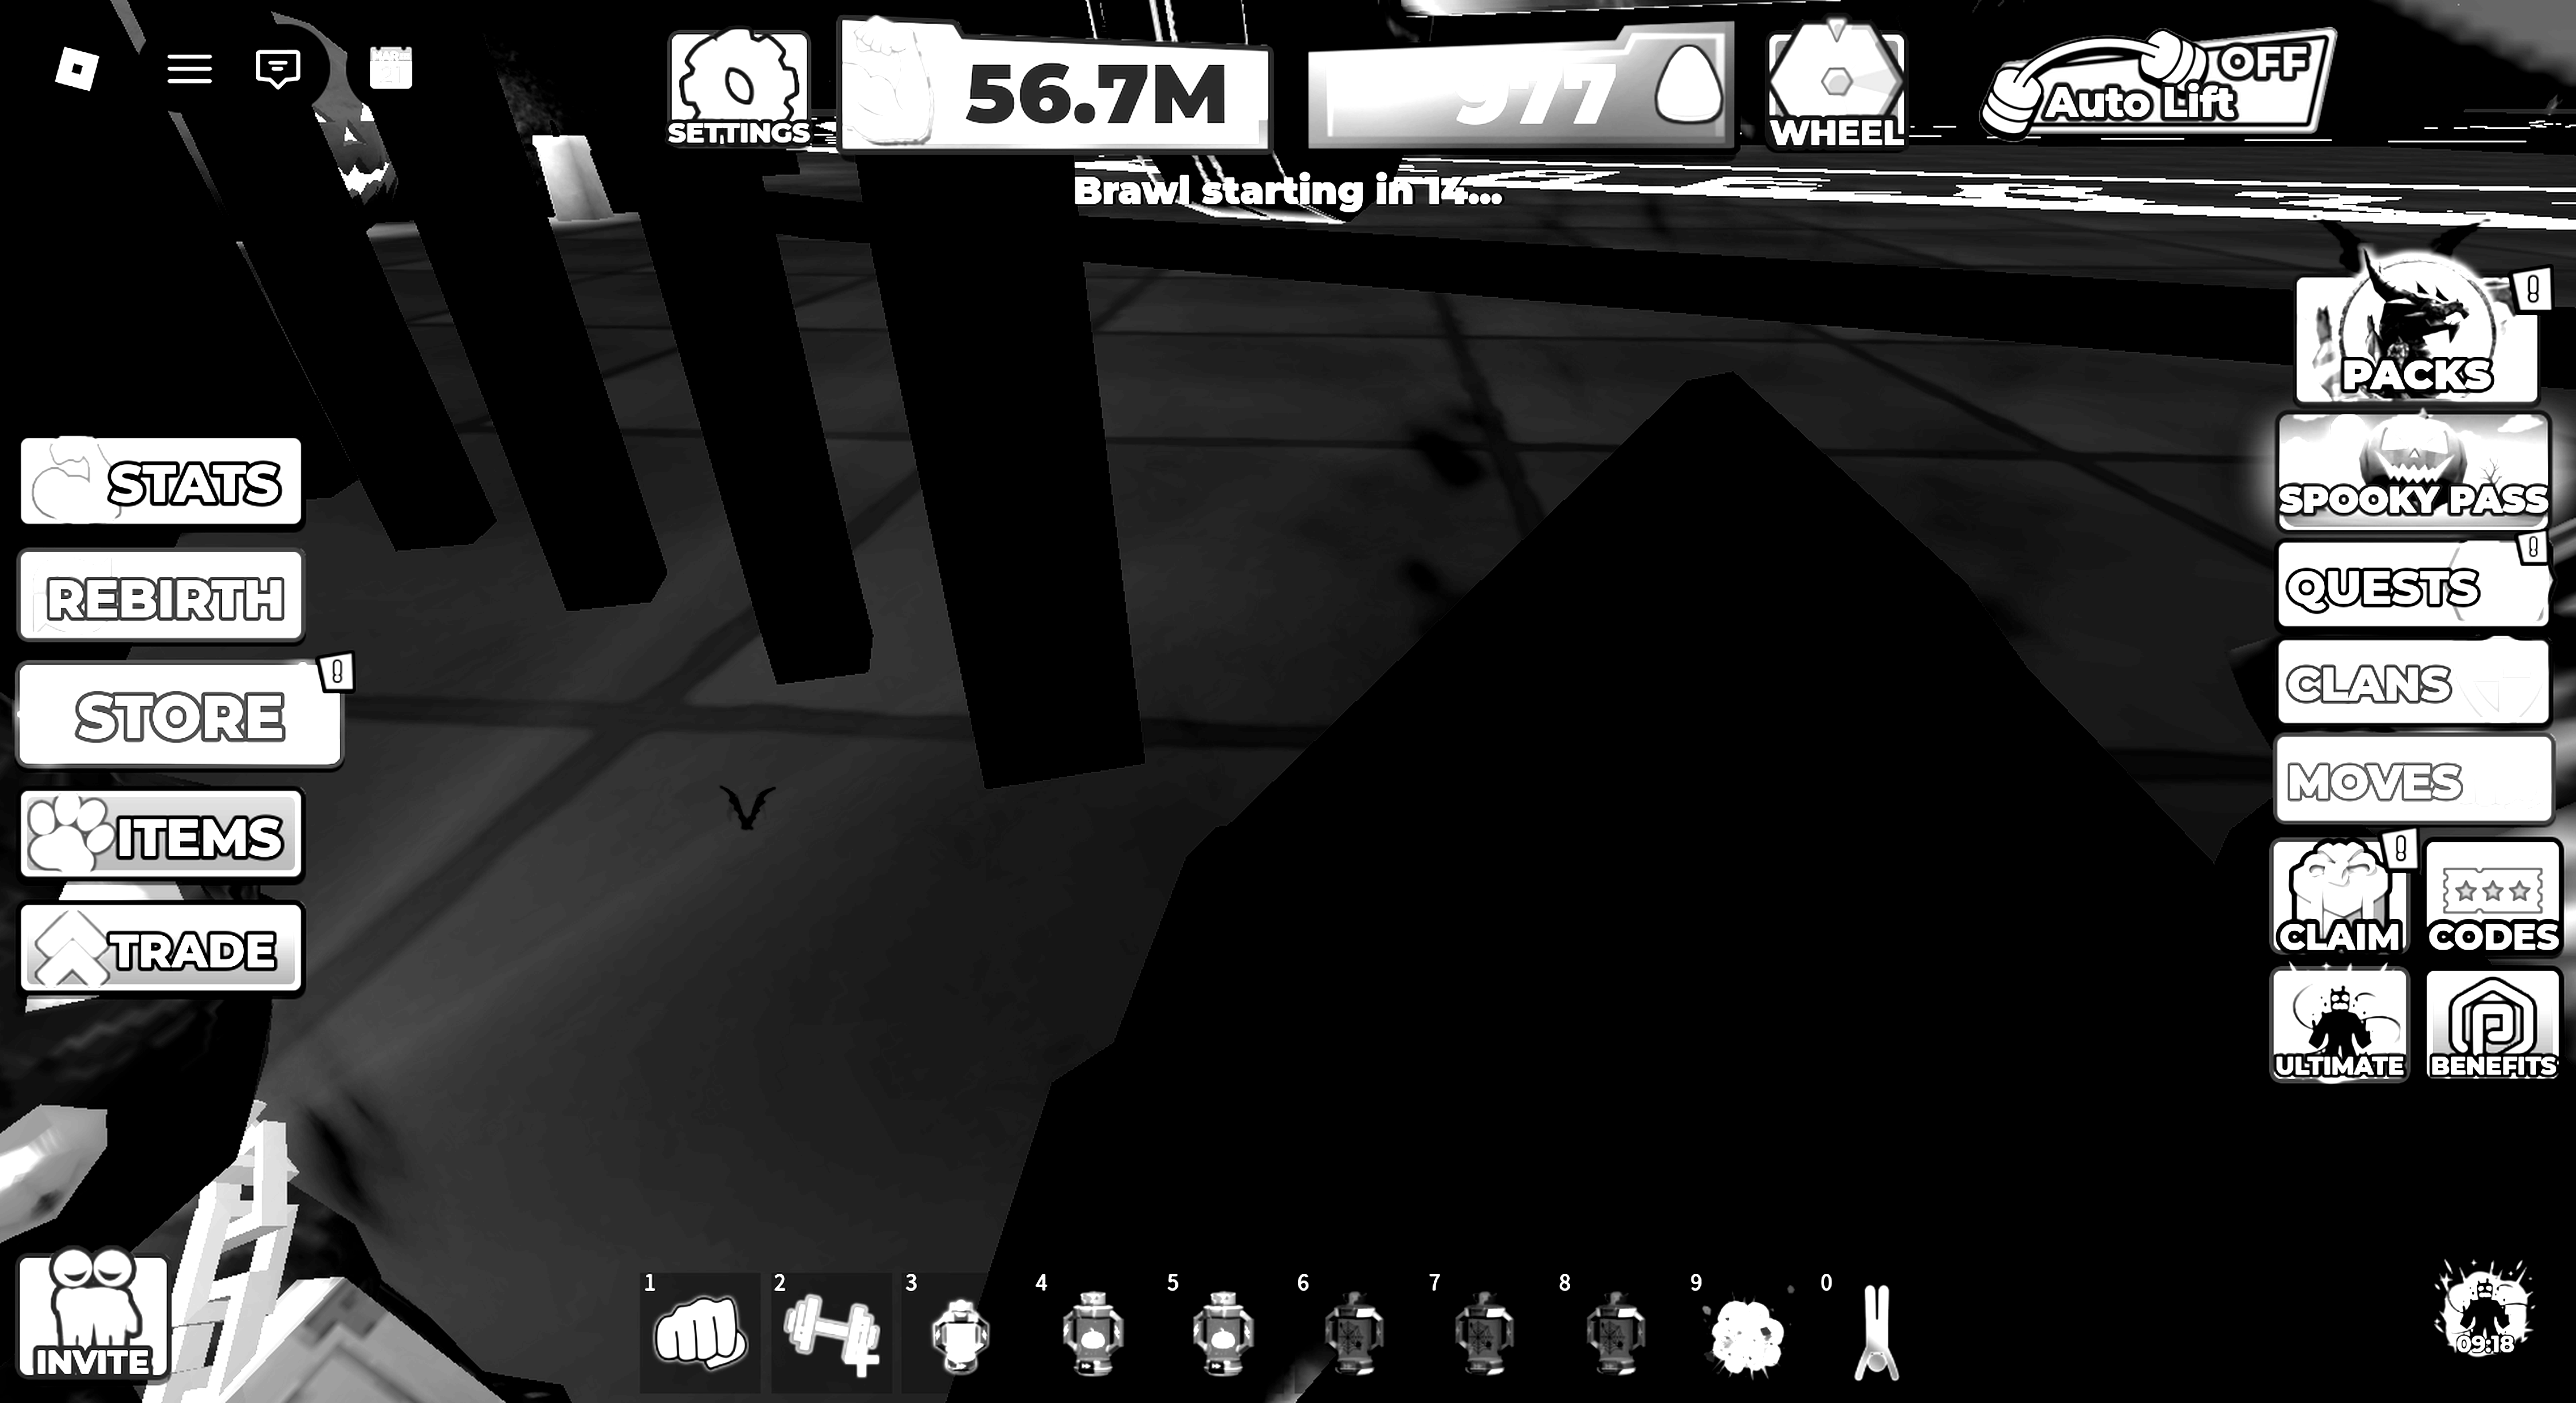 SETTINGS
56.7M
977
WHEEL
OFF
Auto Lift
Brawl starting in 14...
PACKS
SPOOKY PASS
STATS
REBIRTH
STORE
ITEMS
TRADE
QUESTS
CLANS
MOVES
CLAIM
CODES
ULTIMATE
BENEFITS
INVITE
1
2
3
4
5
6
7
8
9
0
09:18